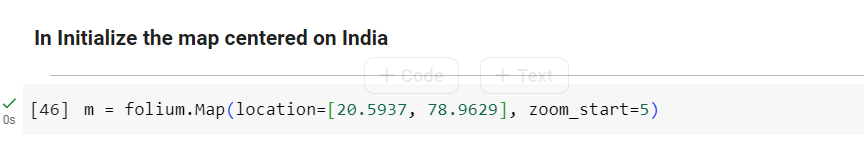 In Initialize the map centered on India
+ Code + Text
[46] m = folium.Map(location=[20.5937, 78.9629], zoom_start=5)
0s